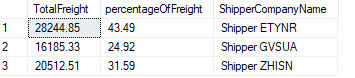 TotalFreight percentageOfFreight ShipperCompanyName
1 28244.85 43.49 Shipper ETYNR
2 16185.33 24.92 Shipper GVSUA
3 20512.51 31.59 Shipper ZHISN